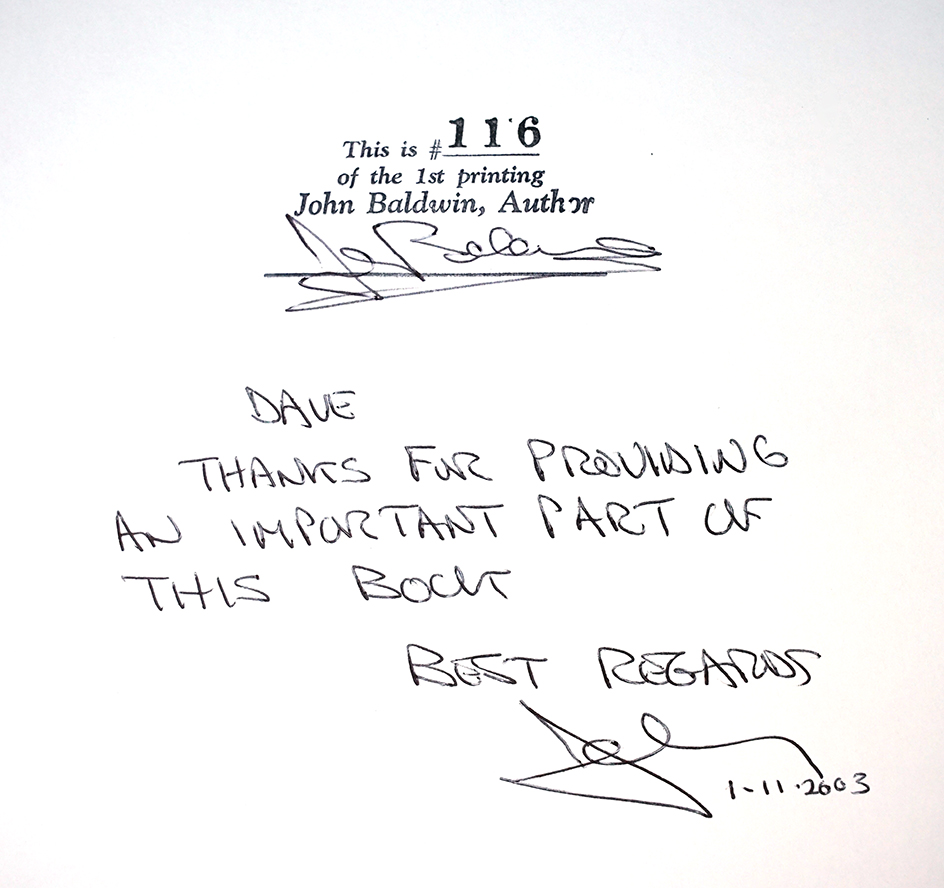 This is #116
of the 1st printing
John Baldwin, Author
DAVE
THANKS FOR PROVIDING
AN IMPORTANT PART OF
THIS BOOK
BEST REGARDS
1-11-2003